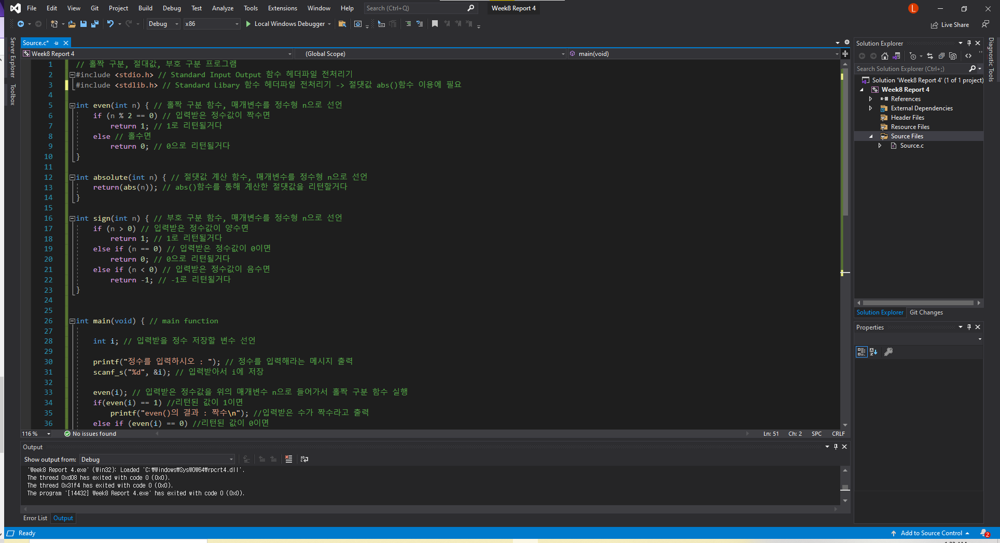 File Edit View Git Project Build Debug Test Analyze Tools Extensions Window Help Search (Ctrl+Q) Week8 Report 4 L
Debug x86 Local Windows Debugger Live Share
Server Explorer
Toolbox
Source.c*
Week8 Report 4 (Global Scope) main(void)
1 // 홀짝 구분, 절대값, 부호 구분 프로그램
2 #include <stdio.h> // Standard Input Output 함수 헤더파일 전처리기
3 #include <stdlib.h> // Standard Libary 함수 헤더파일 전처리기 -> 절댓값 abs()함수 이용에 필요
4
5 int even(int n) { // 홀짝 구분 함수, 매개변수를 정수형 n으로 선언
6 if (n % 2 == 0) // 입력받은 정수값이 짝수면
7 return 1; // 1로 리턴될거다
8 else // 홀수면
9 return 0; // 0으로 리턴될거다
10 }
11
12 int absolute(int n) { // 절댓값 계산 함수, 매개변수를 정수형 n으로 선언
13 return(abs(n)); // abs()함수를 통해 계산한 절댓값을 리턴할거다
14 }
15
16 int sign(int n) { // 부호 구분 함수, 매개변수를 정수형 n으로 선언
17 if (n > 0) // 입력받은 정수값이 양수면
18 return 1; // 1로 리턴될거다
19 else if (n == 0) // 입력받은 정수값이 0이면
20 return 0; // 0으로 리턴될거다
21 else if (n < 0) // 입력받은 정수값이 음수면
22 return -1; // -1로 리턴될거다
23 }
24
25
26 int main(void) { // main function
27
28 int i; // 입력받을 정수 저장할 변수 선언
29
30 printf("정수를 입력하시오 : "); // 정수를 입력해라는 메시지 출력
31 scanf_s("%d", &i); // 입력받아서 i에 저장
32
33 even(i); // 입력받은 정수값을 위의 매개변수 n으로 들어가서 홀짝 구분 함수 실행
34 if(even(i) == 1) //리턴된 값이 1이면
35 printf("even()의 결과 : 짝수\n"); //입력받은 수가 짝수라고 출력
36 else if (even(i) == 0) //리턴된 값이 0이면
116 % No issues found Ln: 51 Ch: 2 SPC CRLF
Output
Show output from: Debug
'Week8 Report 4.exe' (Win32): Loaded 'C:₩Windows₩SysWOW64₩rpcrt4.dll'.
The thread 0xd08 has exited with code 0 (0x0).
The thread 0x31f4 has exited with code 0 (0x0).
The program '[14432] Week8 Report 4.exe' has exited with code 0 (0x0).
Error List Output
Solution Explorer
Search Solution Explorer (Ctrl+;)
Solution 'Week8 Report 4' (1 of 1 project)
Week8 Report 4
References
External Dependencies
Header Files
Resource Files
Source Files
Source.c
Solution Explorer Git Changes
Properties
Diagnostic Tools
Ready Add to Source Control 2